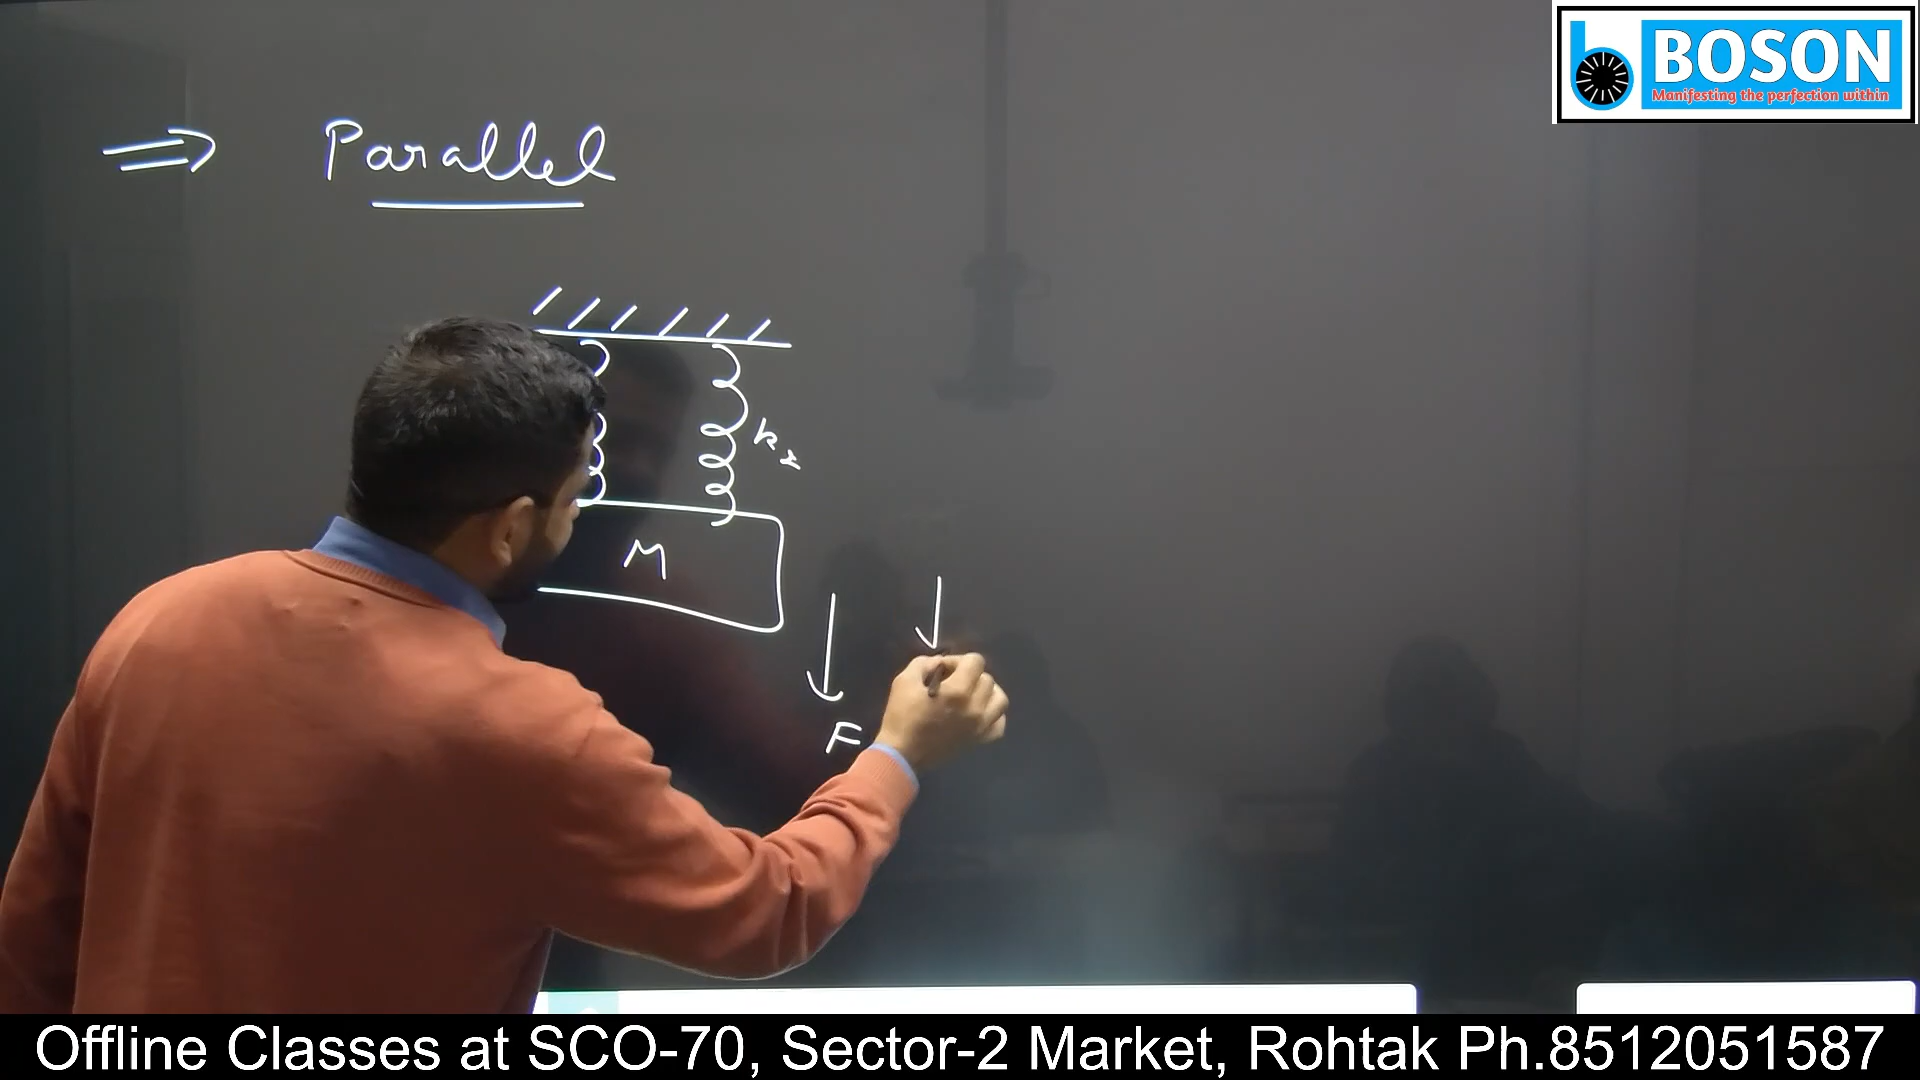 BOSON
Manifesting the perfection within
⇒ Parallel
k₂
M
F
Offline Classes at SCO-70, Sector-2 Market, Rohtak Ph.8512051587